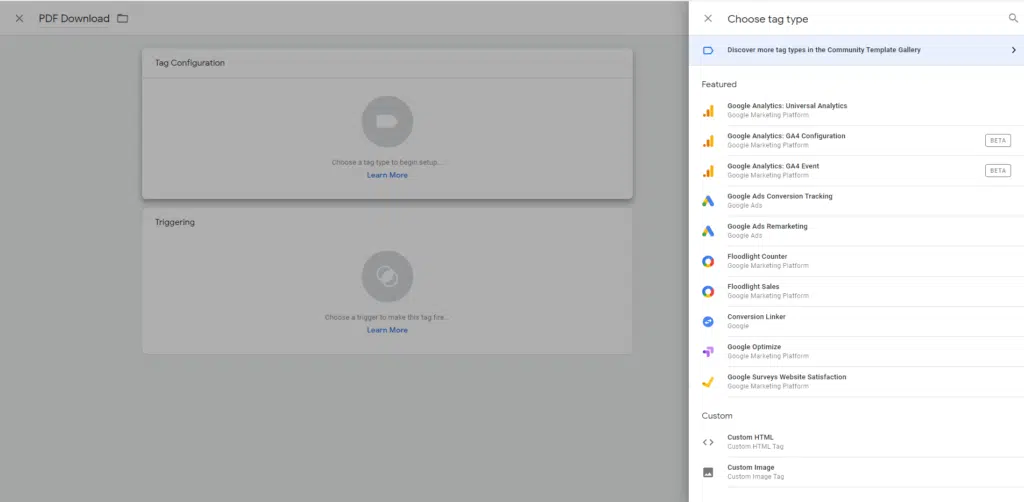 PDF Download
Tag Configuration
Choose a tag type to begin setup...
Learn More
Triggering
Choose a trigger to make this tag fire...
Learn More
Choose tag type
Discover more tag types in the Community Template Gallery
Featured
Google Analytics: Universal Analytics
Google Marketing Platform
Google Analytics: GA4 Configuration
Google Marketing Platform
BETA
Google Analytics: GA4 Event
Google Marketing Platform
BETA
Google Ads Conversion Tracking
Google Ads
Google Ads Remarketing
Google Ads
Floodlight Counter
Google Marketing Platform
Floodlight Sales
Google Marketing Platform
Conversion Linker
Google
Google Optimize
Google Marketing Platform
Google Surveys Website Satisfaction
Google Marketing Platform
Custom
Custom HTML
Custom HTML Tag
Custom Image
Custom Image Tag